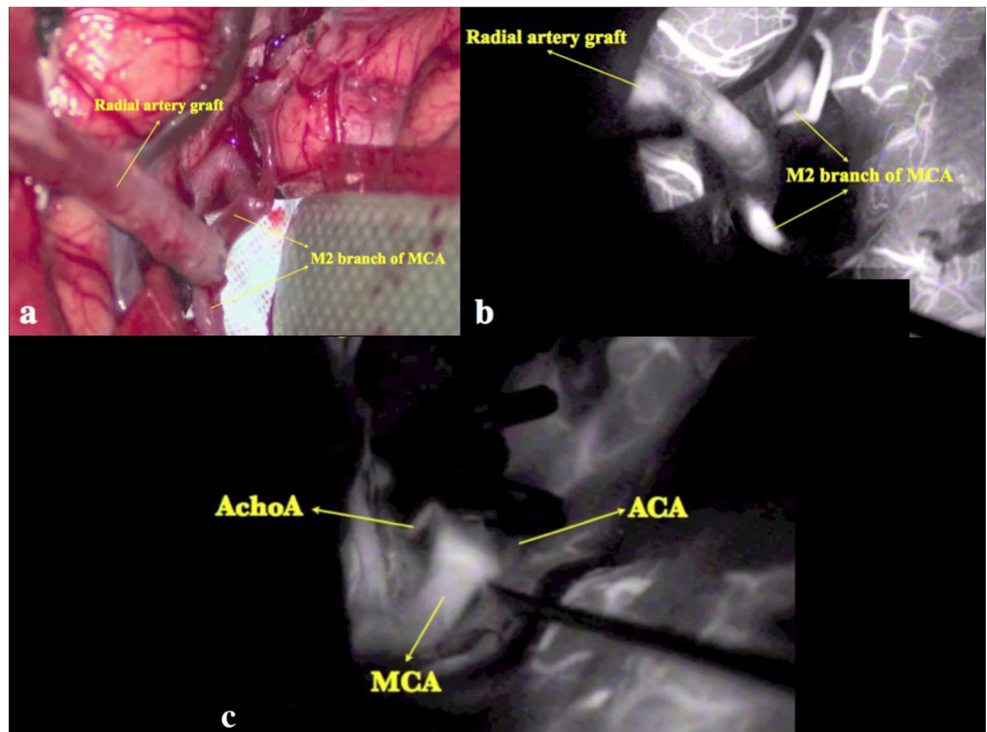 Radial artery graft
M2 branch of MCA
a
Radial artery graft
M2 branch of MCA
b
AchoA
ACA
MCA
c